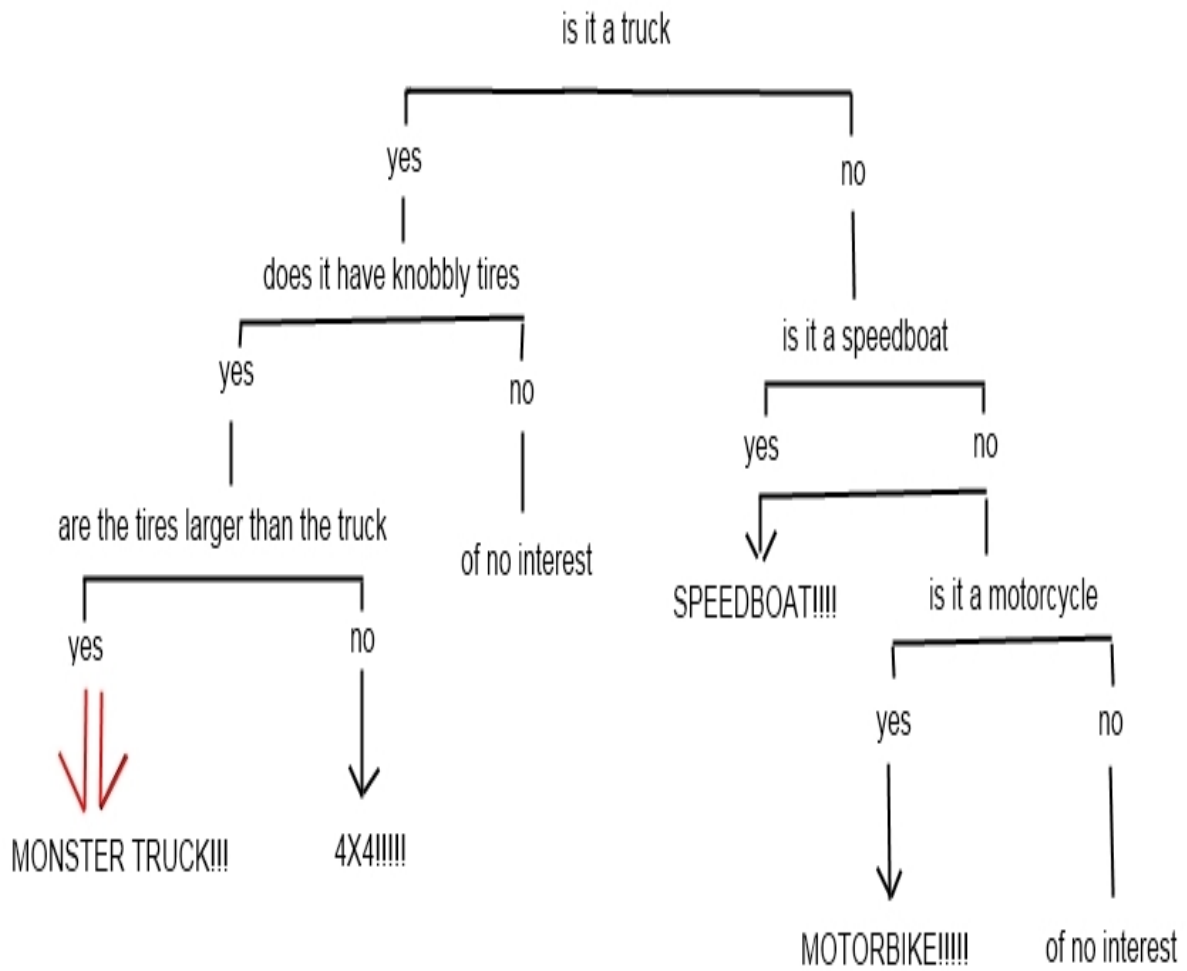 is it a truck
yes
no
does it have knobbly tires
is it a speedboat
yes
no
yes
no
are the tires larger than the truck
of no interest
SPEEDBOAT!!!!
is it a motorcycle
yes
no
yes
no
MONSTER TRUCK!!!
4X4!!!!!
MOTORBIKE!!!!!
of no interest